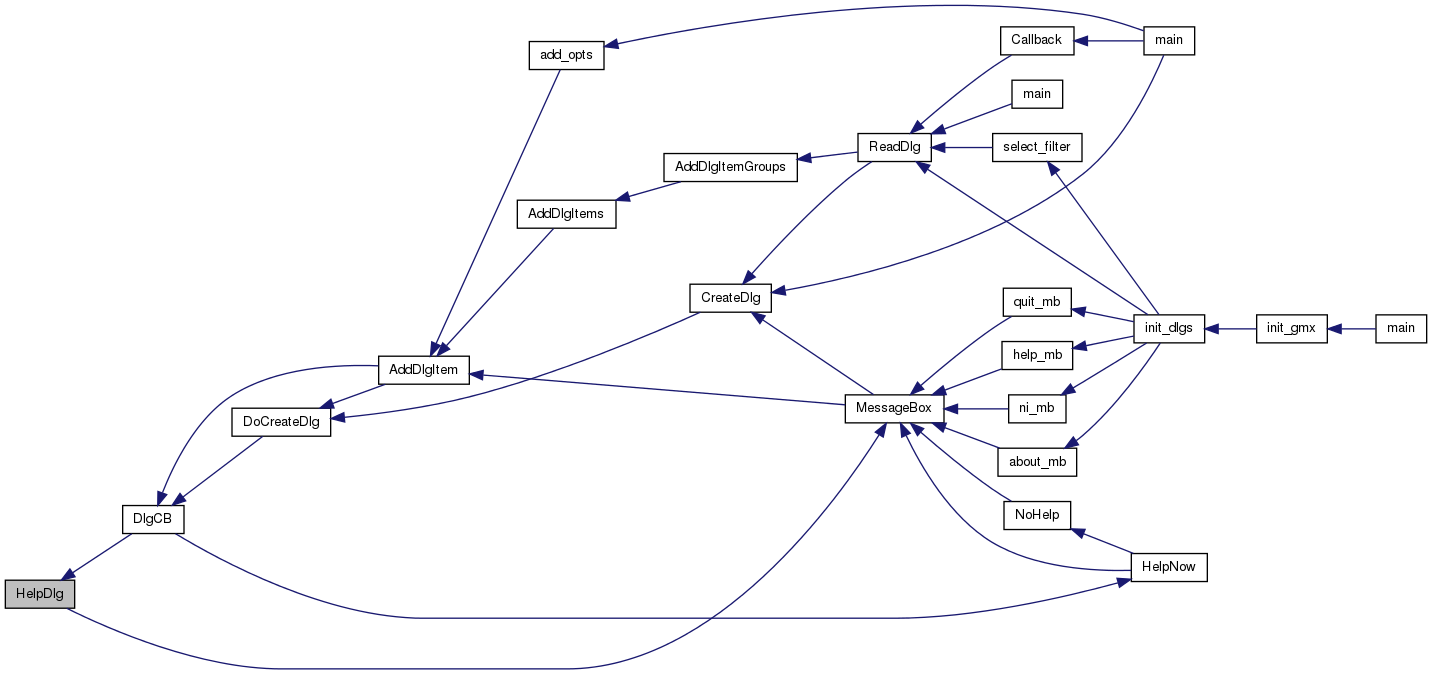 Callback
main
add_opts
main
ReadDlg
select_filter
AddDlgItemGroups
AddDlgItems
CreateDlg
quit_mb
init_dlgs
init_gmx
main
help_mb
AddDlgItem
MessageBox
ni_mb
DoCreateDlg
about_mb
NoHelp
DlgCB
HelpNow
HelpDlg